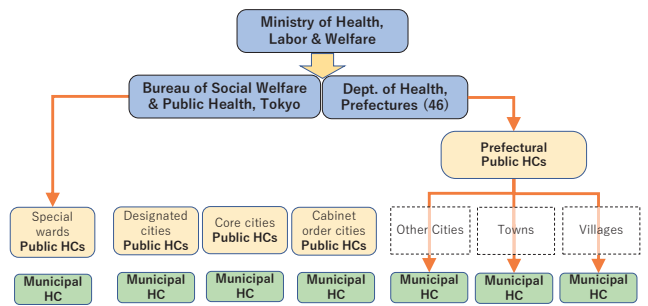 Ministry of Health,
Labor & Welfare
Bureau of Social Welfare
& Public Health, Tokyo
Dept. of Health,
Prefectures (46)
Prefectural
Public HCs
Special
wards
Public HCs
Designated
cities
Public HCs
Core cities
Public HCs
Cabinet
order cities
Public HCs
Other Cities
Towns
Villages
Municipal
HC
Municipal
HC
Municipal
HC
Municipal
HC
Municipal
HC
Municipal
HC
Municipal
HC